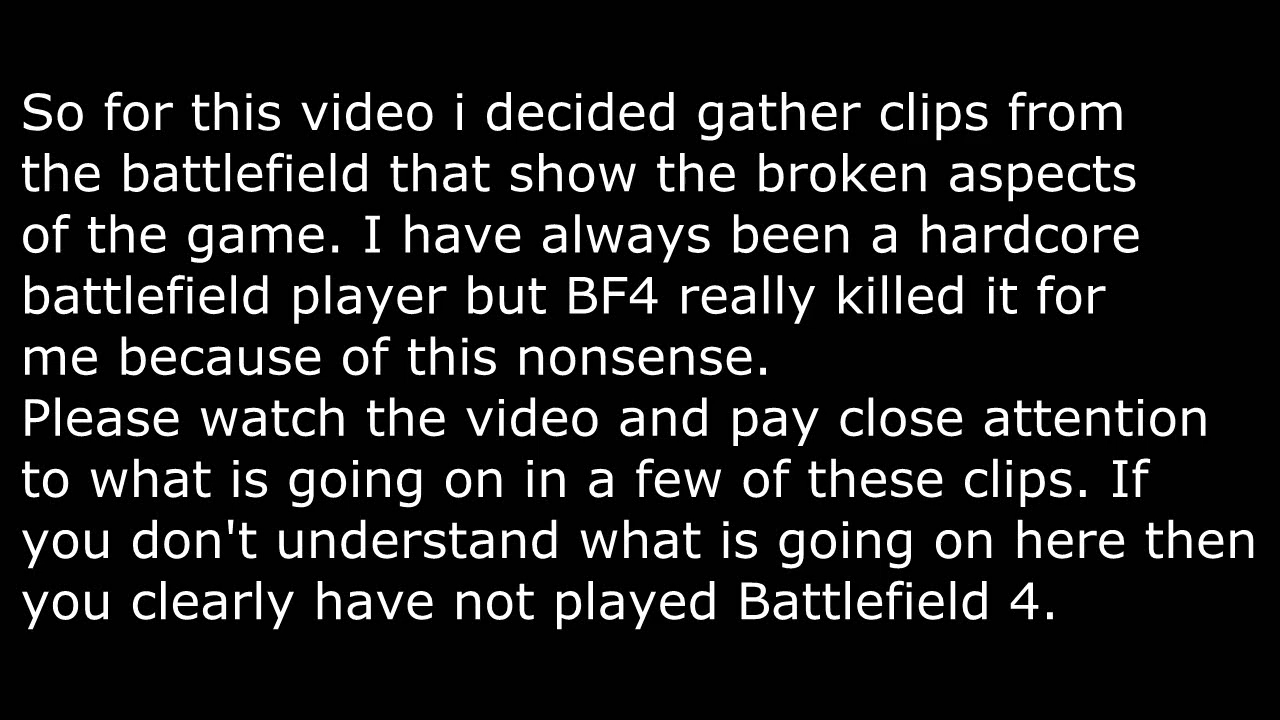 So for this video i decided gather clips from
the battlefield that show the broken aspects
of the game. I have always been a hardcore
battlefield player but BF4 really killed it for
me because of this nonsense.
Please watch the video and pay close attention
to what is going on in a few of these clips. If
you don't understand what is going on here then
you clearly have not played Battlefield 4.